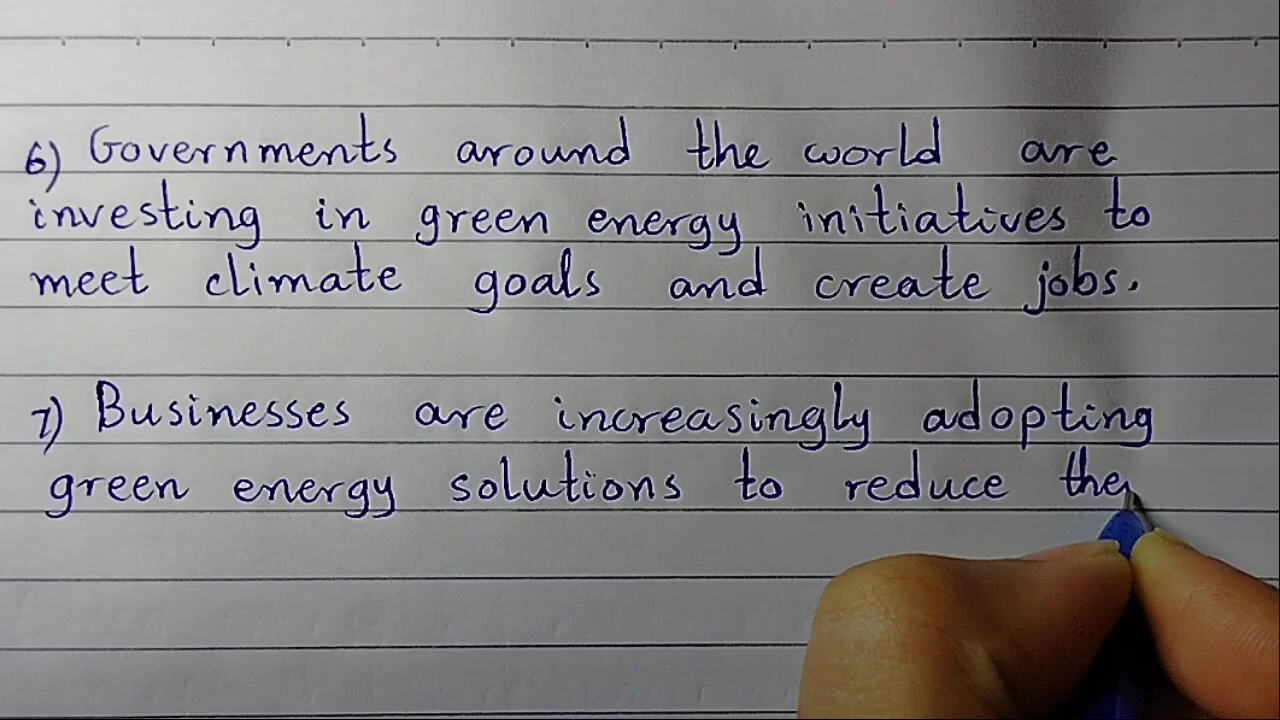 6) Governments around the world are
investing in green energy initiatives to
meet climate goals and create jobs.
7) Businesses are increasingly adopting
green energy solutions to reduce the